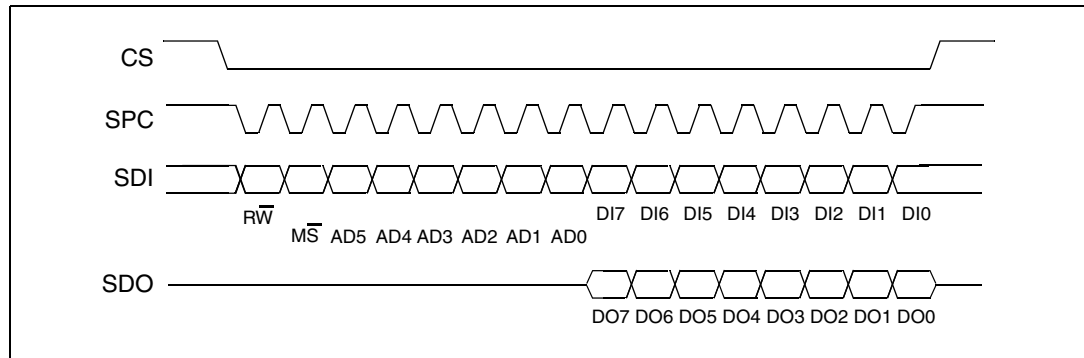 CS
SPC
SDI
RW̅ DI7 DI6 DI5 DI4 DI3 DI2 DI1 DI0
MS̅ AD5 AD4 AD3 AD2 AD1 AD0
SDO
DO7 DO6 DO5 DO4 DO3 DO2 DO1 DO0